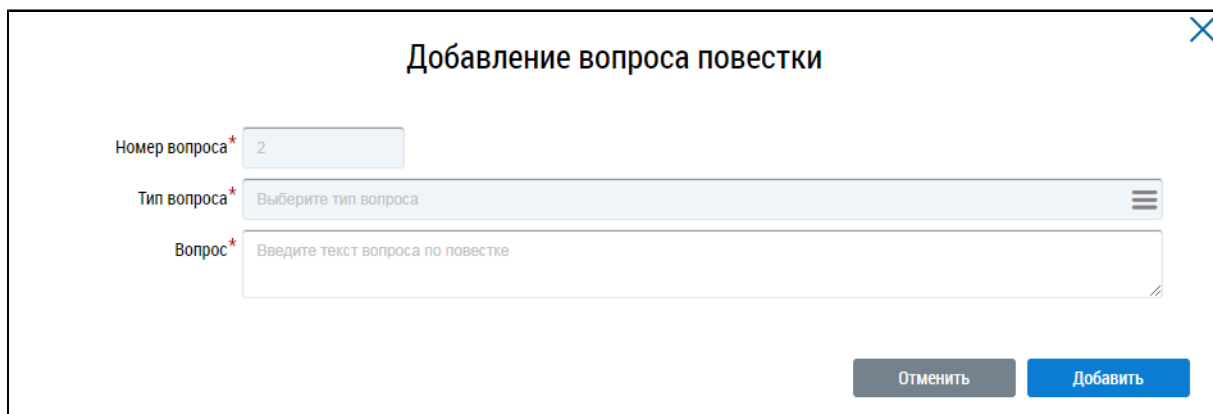 Добавление вопроса повестки
Номер вопроса* 2
Тип вопроса* Выберите тип вопроса
Вопрос* Введите текст вопроса по повестке
Отменить Добавить